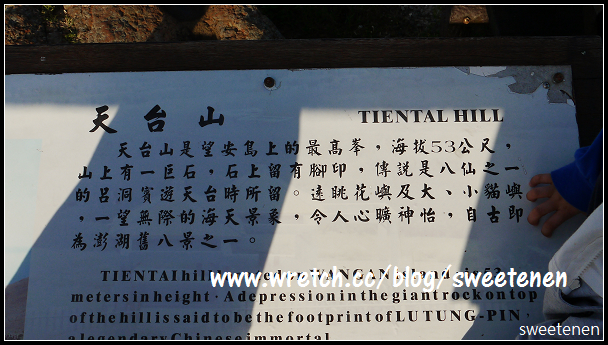 天台山
TIENTAL HILL
天台山是望安島上的最高峯，海拔53公尺，
山上有一巨石，石上留有腳印，傳說是八仙之一
的呂洞賓遊天台時所留。遠眺花嶼及大、小貓嶼
，一望無際的海天景象，令人心曠神怡，自古即
為澎湖舊八景之一。
TIENTAI hill
www.wretch.cc/blog/sweetenen
meters in height. A depression in the giant rock on top
of the hill is said to be the footprint of LU TUNG-PIN,
a legendary Chinese immortal
sweetenen